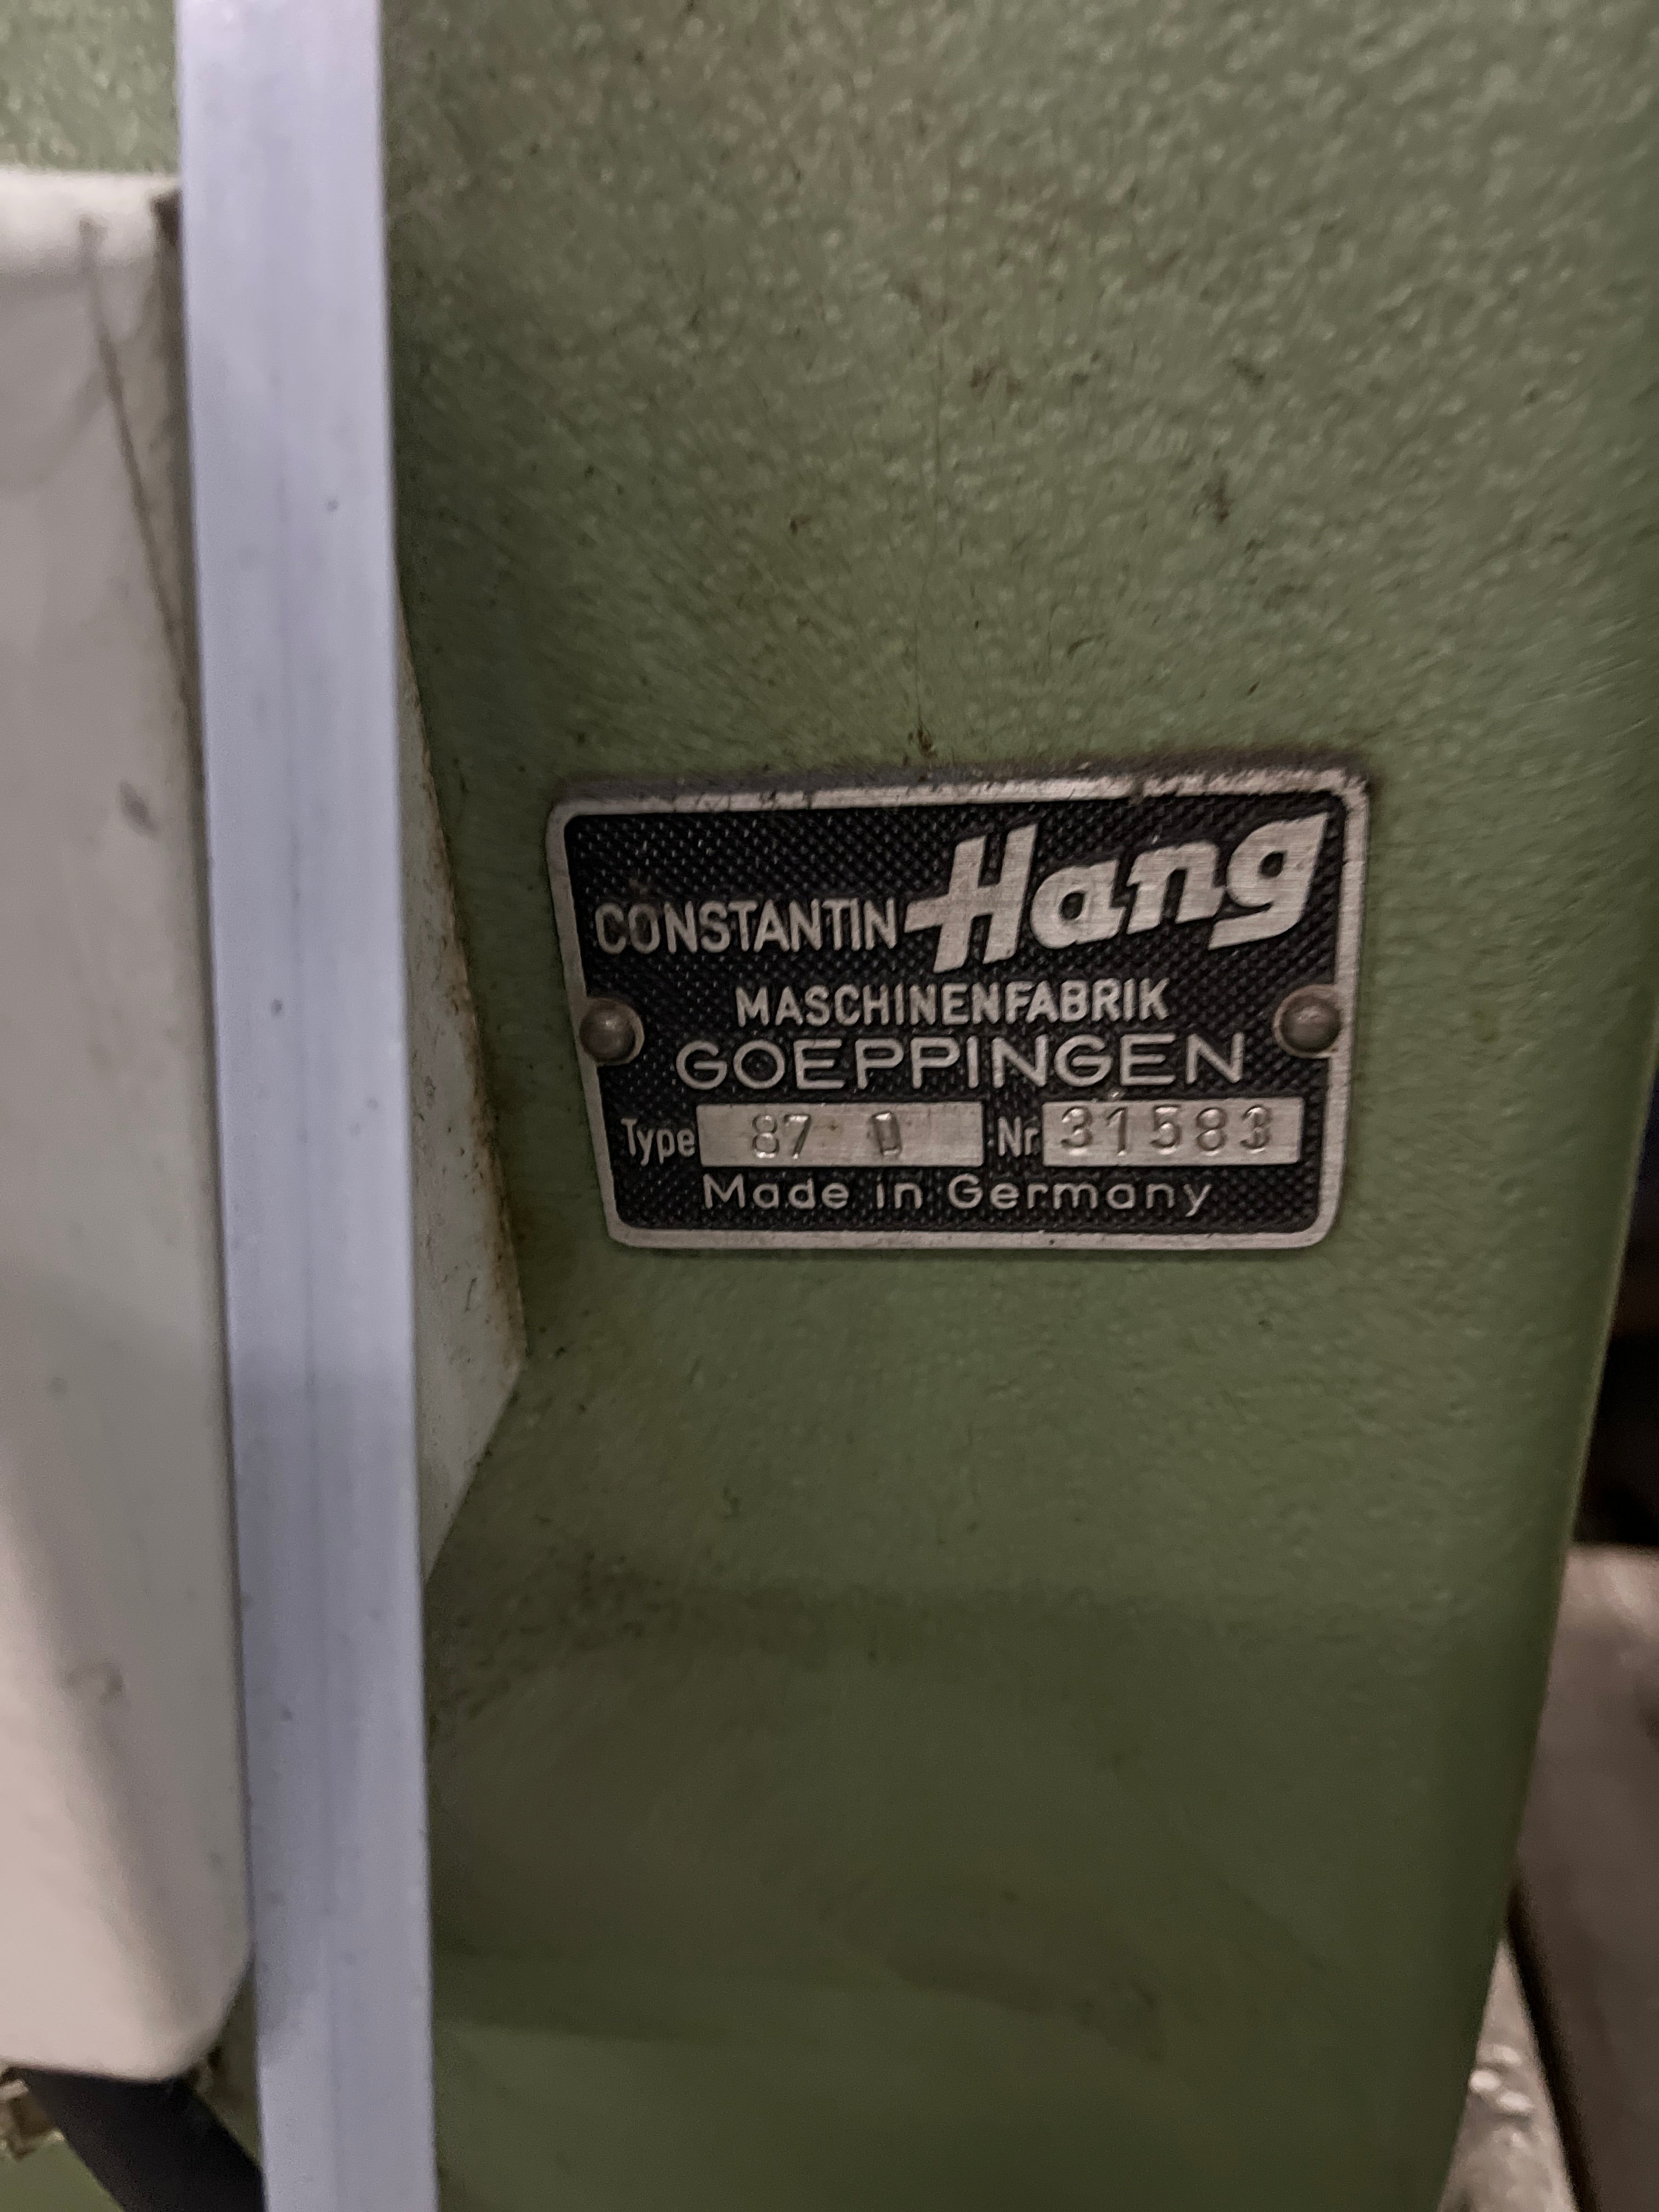 CONSTANTIN Hang
MASCHINENFABRIK
GOEPPINGEN
Type 87 D Nr 31583
Made in Germany